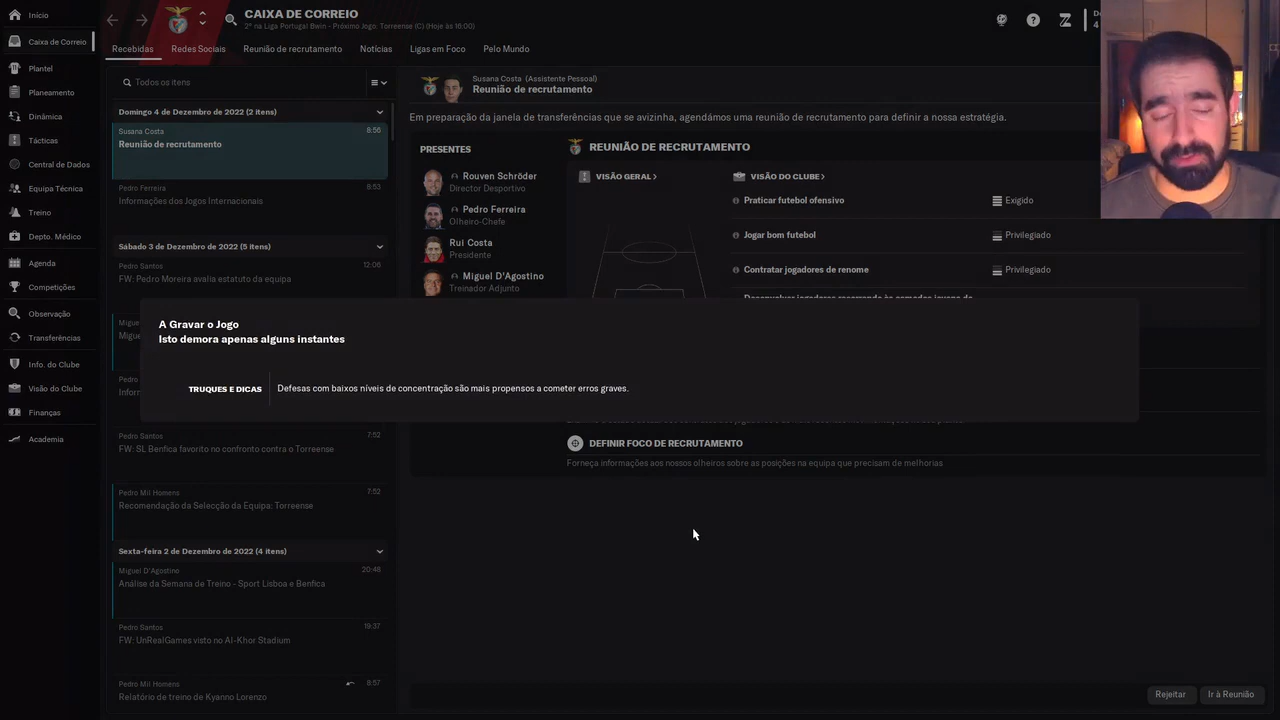 Início
Caixa de Correio
Plantel
Planeamento
Dinâmica
Tácticas
Central de Dados
Equipa Técnica
Treino
Depto. Médico
Agenda
Competições
Observação
Transferências
Info. do Clube
Visão do Clube
Finanças
Academia
CAIXA DE CORREIO
2º na Liga Portugal Bwin - Próximo Jogo, Torreense (C) (Hoje às 16:00)
Recebidas
Redes Sociais
Reunião de recrutamento
Notícias
Ligas em Foco
Pelo Mundo
Todos os itens
Domingo 4 de Dezembro de 2022 (2 itens)
Susana Costa 8:56
Reunião de recrutamento
Pedro Ferreira 8:53
Informações dos Jogos Internacionais
Sábado 3 de Dezembro de 2022 (5 itens)
Pedro Santos 12:06
FW: Pedro Moreira avalia estatuto da equipa
Pedro Santos 7:52
FW: SL Benfica favorito no confronto contra o Torreense
Pedro Mil Homens 7:52
Recomendação da Selecção da Equipa: Torreense
Sexta-feira 2 de Dezembro de 2022 (4 itens)
Miguel D'Agostino 20:48
Análise da Semana de Treino - Sport Lisboa e Benfica
Pedro Santos 19:37
FW: UnRealGames visto no Al-Khor Stadium
Pedro Mil Homens 8:57
Relatório de treino de Kyanno Lorenzo
Susana Costa (Assistente Pessoal)
Reunião de recrutamento
Em preparação da janela de transferências que se avizinha, agendámos uma reunião de recrutamento para definir a nossa estratégia.
PRESENTES
Rouven Schröder
Director Desportivo
Pedro Ferreira
Olheiro-Chefe
Rui Costa
Presidente
Miguel D'Agostino
Treinador Adjunto
REUNIÃO DE RECRUTAMENTO
VISÃO GERAL
VISÃO DO CLUBE
Praticar futebol ofensivo Exigido
Jogar bom futebol Privilegiado
Contratar jogadores de renome Privilegiado
A Gravar o Jogo
Isto demora apenas alguns instantes
TRUQUES E DICAS Defesas com baixos níveis de concentração são mais propensos a cometer erros graves.
DEFINIR FOCO DE RECRUTAMENTO
Forneça informações aos nossos olheiros sobre as posições na equipa que precisam de melhorias
Rejeitar
Ir à Reunião